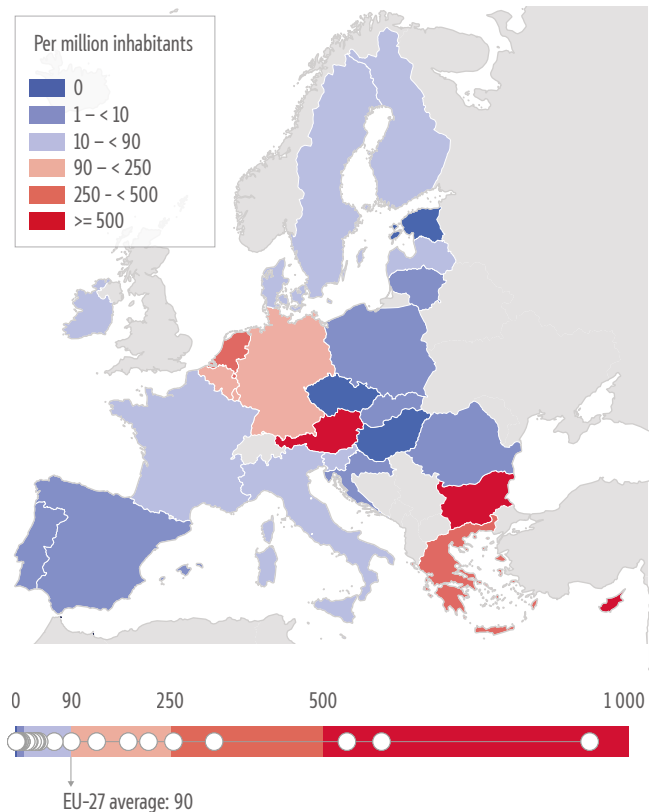 Per million inhabitants
0
1 – < 10
10 – < 90
90 – < 250
250 - < 500
>= 500
0 90 250 500 1 000
EU-27 average: 90